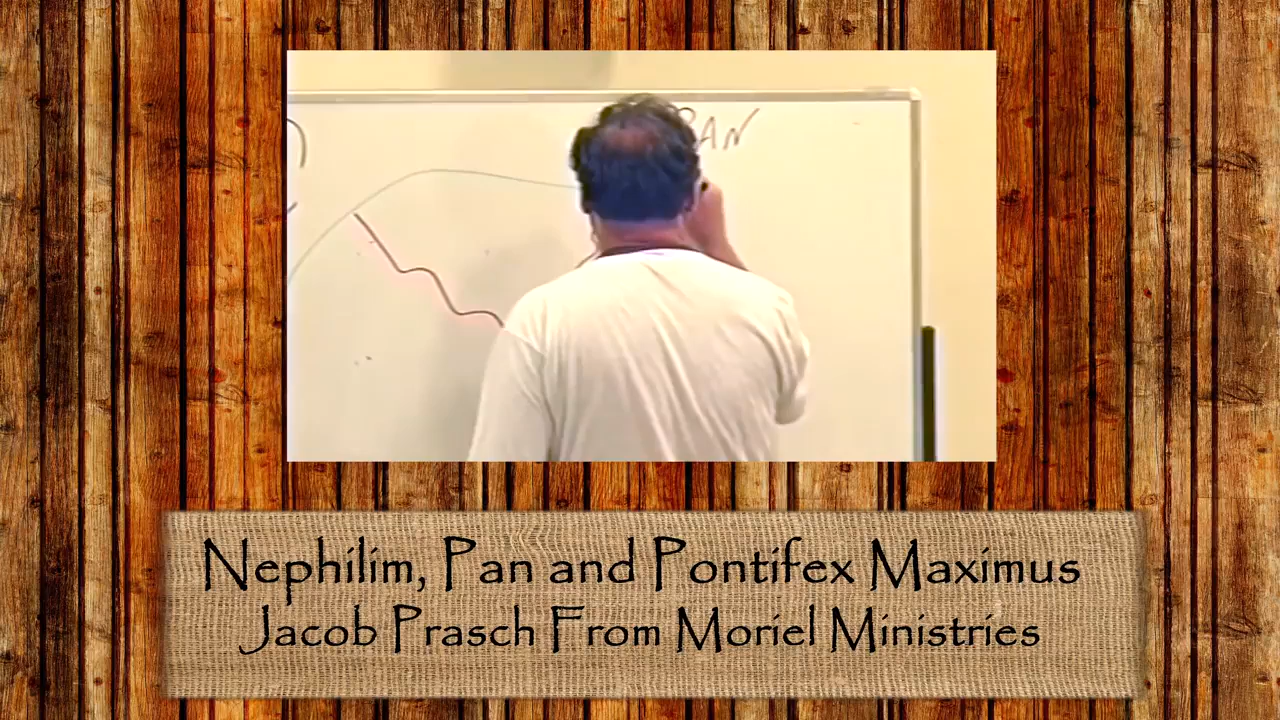 PAN
Nephilim, Pan and Pontifex Maximus
Jacob Prasch From Moriel Ministries